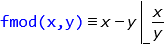 fmod(x,y) ≡ x − y ⌊x/y